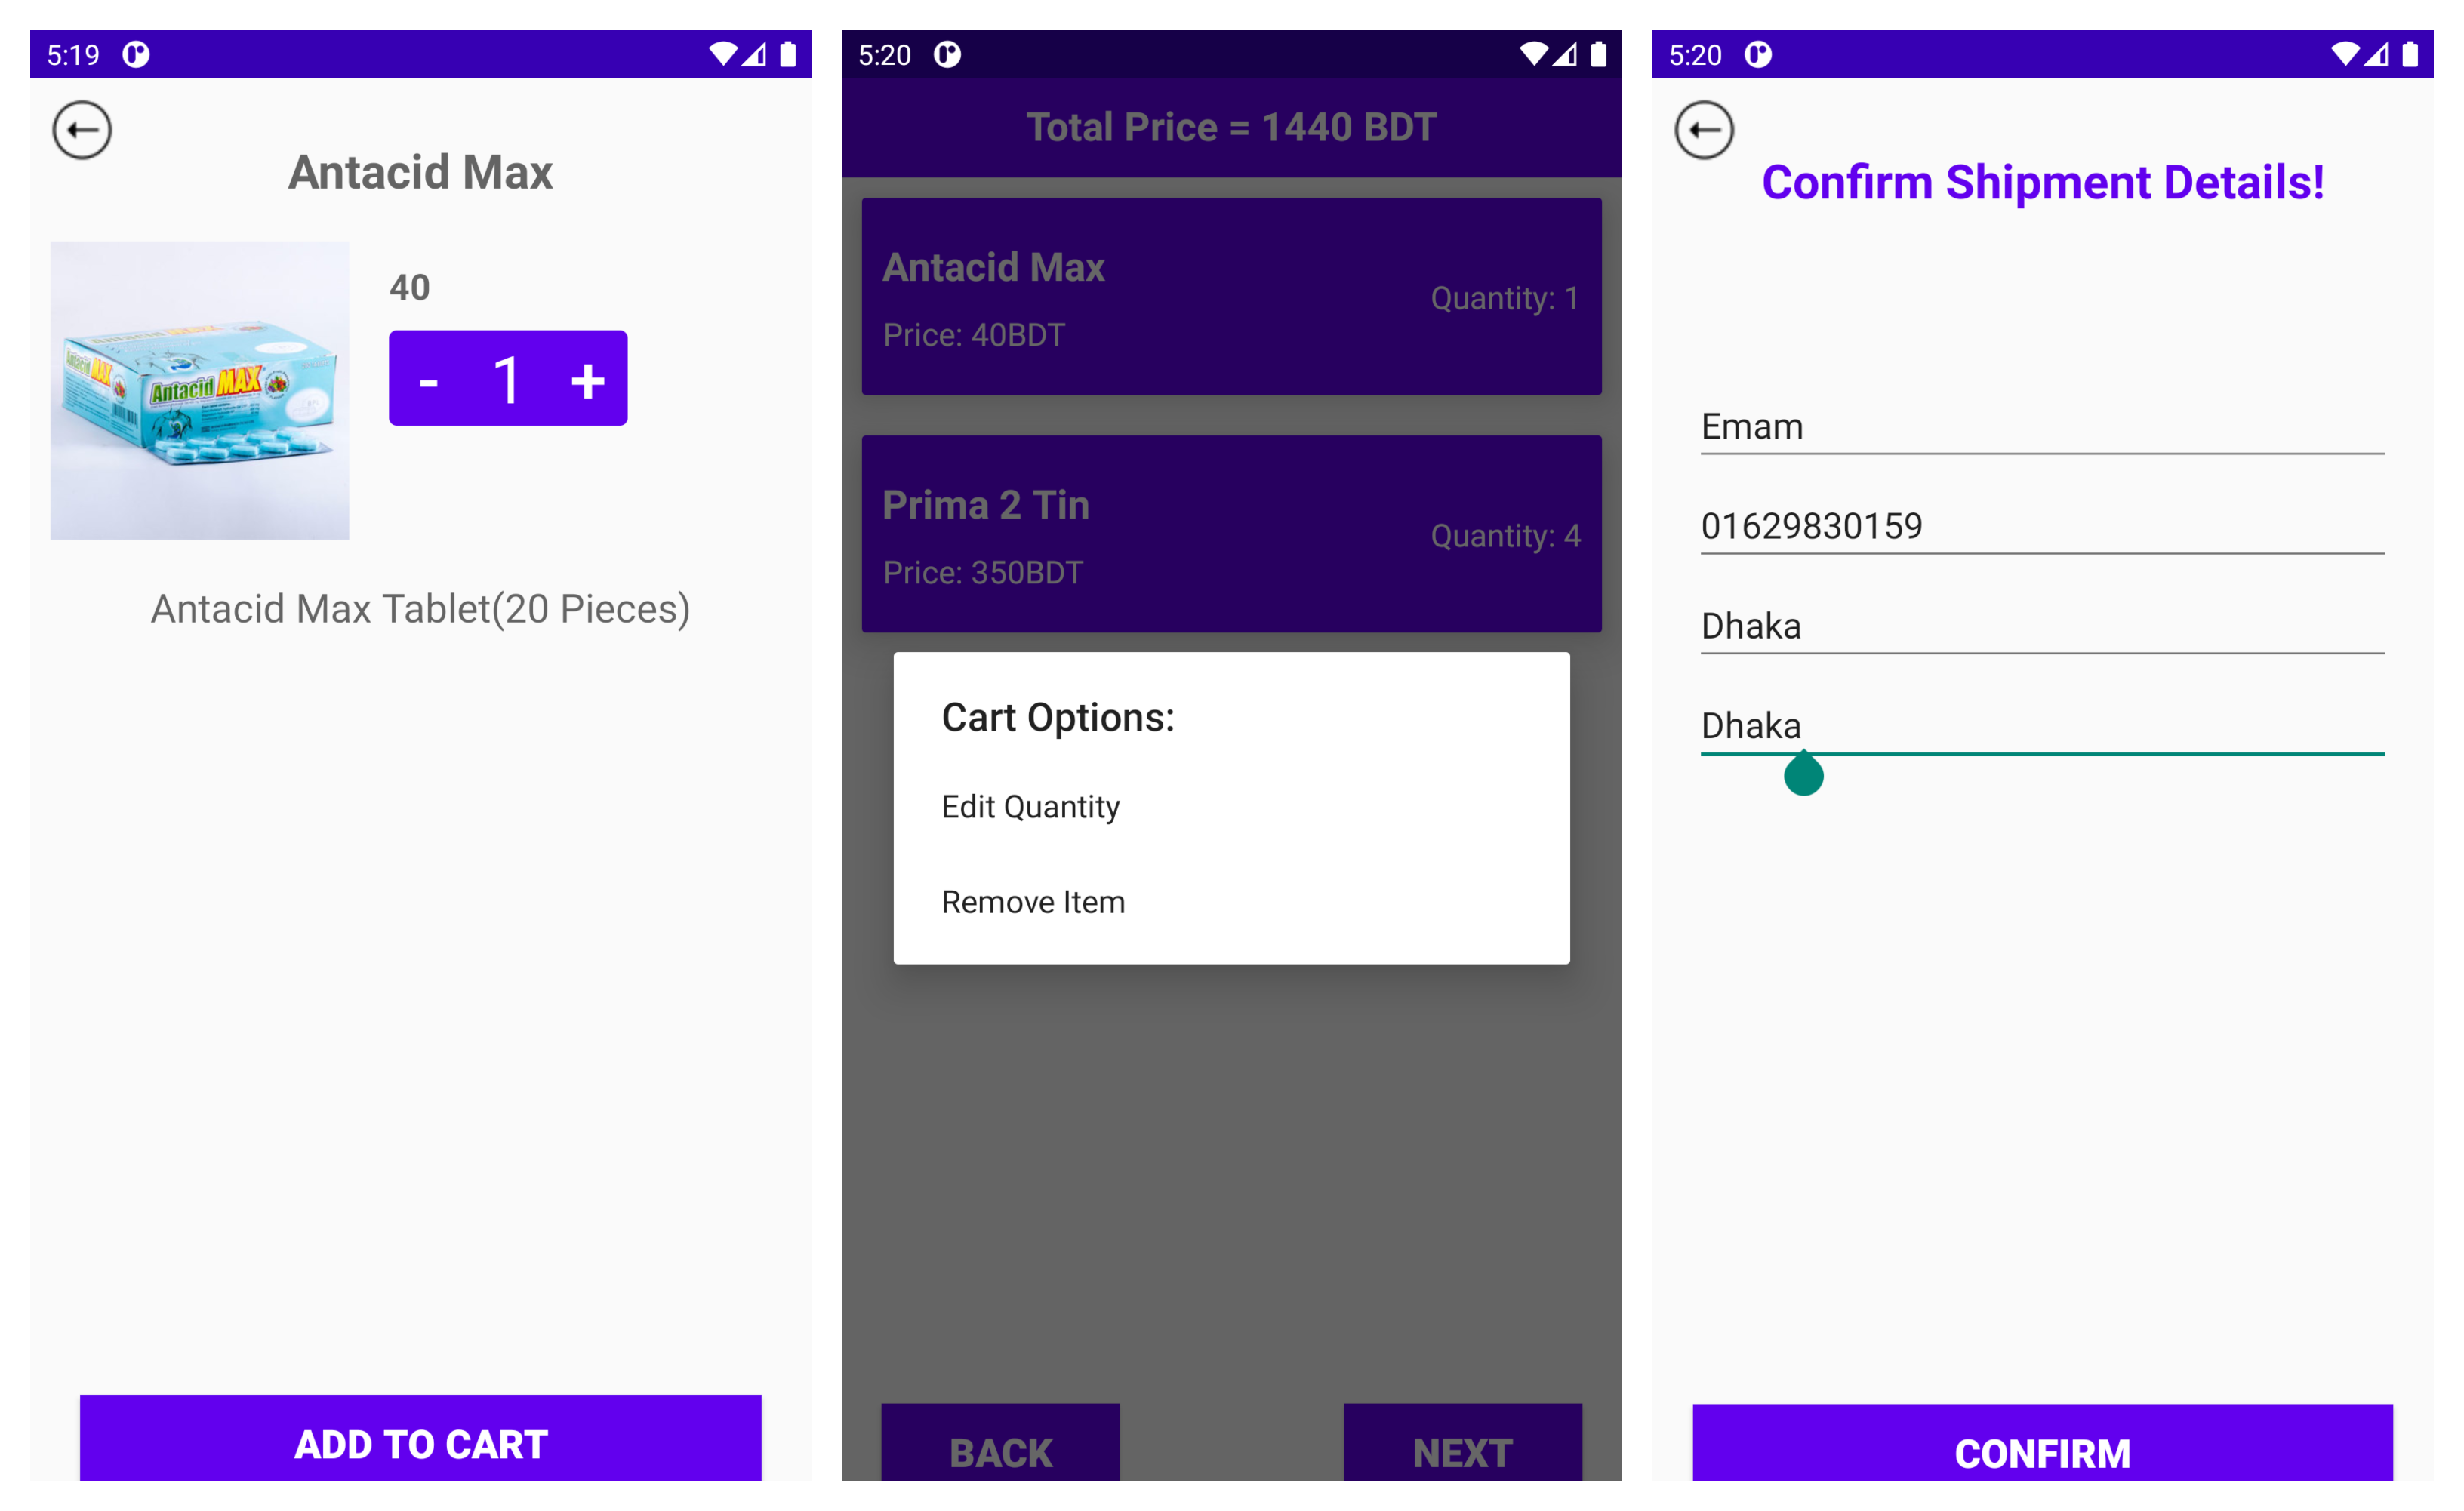 5:19
Antacid Max
40
- 1 +
Antacid MAX
Antacid MAX
Antacid Max Tablet(20 Pieces)
ADD TO CART
5:20
Total Price = 1440 BDT
Antacid Max
Quantity: 1
Price: 40BDT
Prima 2 Tin
Quantity: 4
Price: 350BDT
Cart Options:
Edit Quantity
Remove Item
BACK
NEXT
5:20
Confirm Shipment Details!
Emam
01629830159
Dhaka
Dhaka
CONFIRM